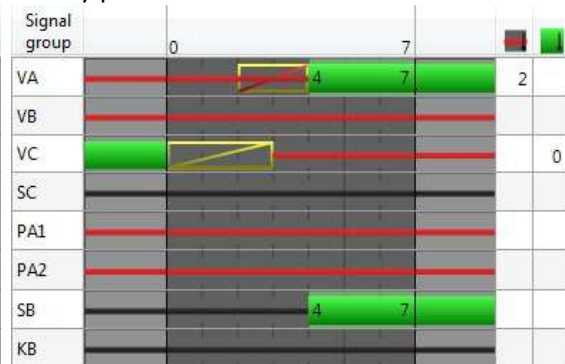 Signal
group
0 7
VA 4 7 2
VB
VC 0
SC
PA1
PA2
SB 4 7
KB